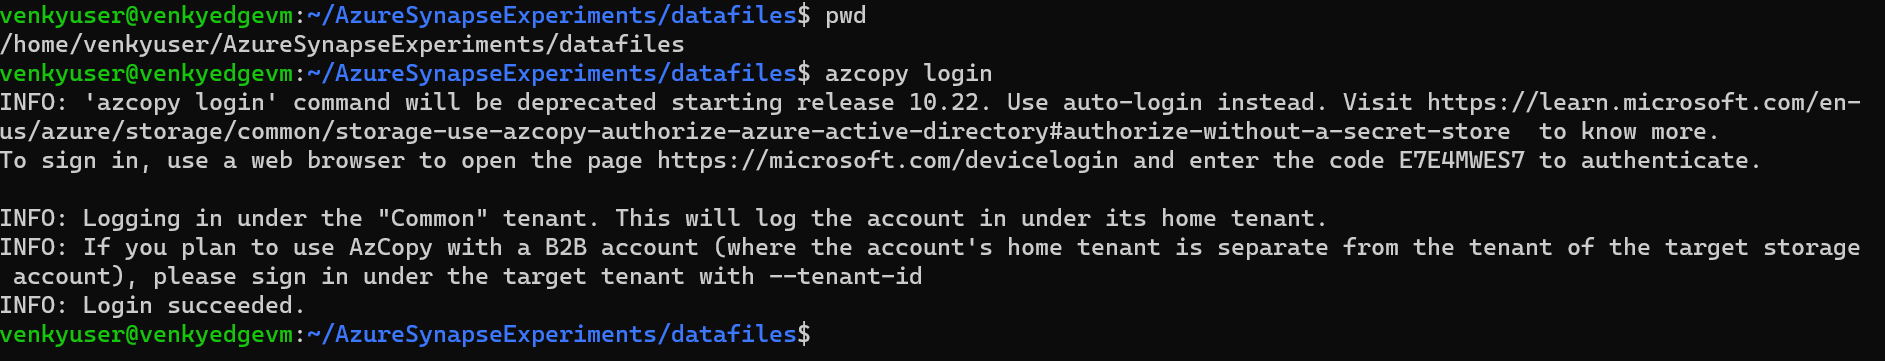 venkyuser@venkyedgevm:~/AzureSynapseExperiments/datafiles$ pwd
/home/venkyuser/AzureSynapseExperiments/datafiles
venkyuser@venkyedgevm:~/AzureSynapseExperiments/datafiles$ azcopy login
INFO: 'azcopy login' command will be deprecated starting release 10.22. Use auto-login instead. Visit https://learn.microsoft.com/en-
us/azure/storage/common/storage-use-azcopy-authorize-azure-active-directory#authorize-without-a-secret-store  to know more.
To sign in, use a web browser to open the page https://microsoft.com/devicelogin and enter the code E7E4MWES7 to authenticate.

INFO: Logging in under the "Common" tenant. This will log the account in under its home tenant.
INFO: If you plan to use AzCopy with a B2B account (where the account's home tenant is separate from the tenant of the target storage
 account), please sign in under the target tenant with --tenant-id
INFO: Login succeeded.
venkyuser@venkyedgevm:~/AzureSynapseExperiments/datafiles$